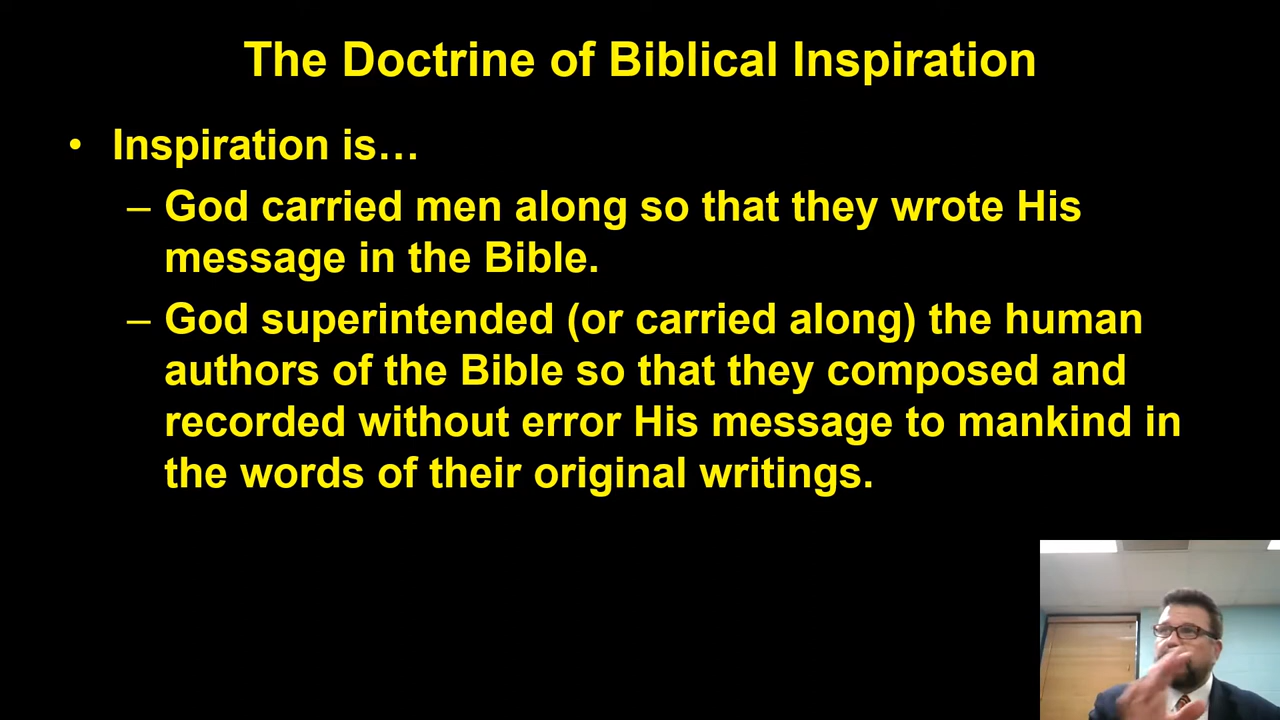 The Doctrine of Biblical Inspiration
• Inspiration is…
– God carried men along so that they wrote His
message in the Bible.
– God superintended (or carried along) the human
authors of the Bible so that they composed and
recorded without error His message to mankind in
the words of their original writings.